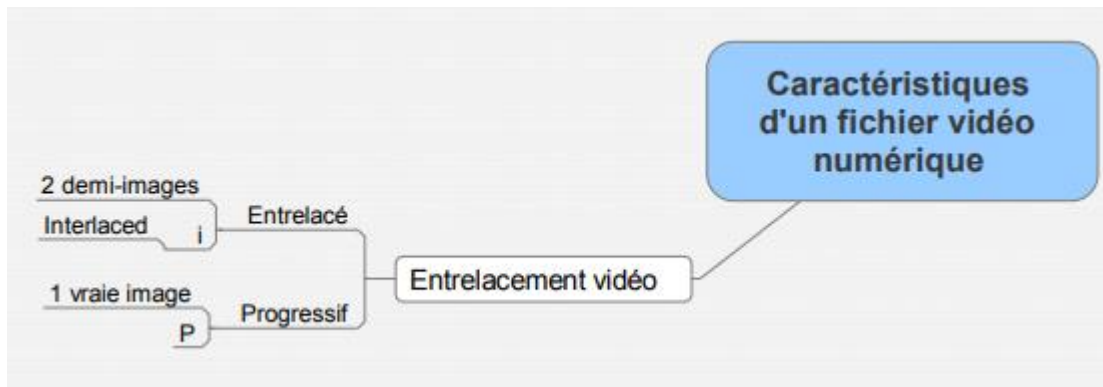 Caractéristiques
d'un fichier vidéo
numérique
Entrelacement vidéo
Entrelacé
2 demi-images
i
Interlaced
Progressif
1 vraie image
P